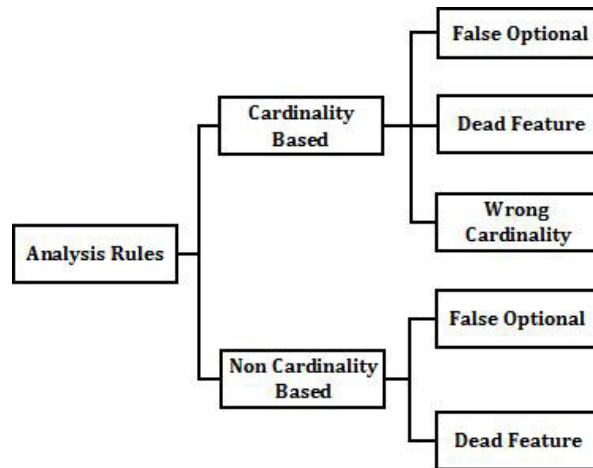 False Optional
Cardinality
Based
Dead Feature
Wrong
Cardinality
Analysis Rules
False Optional
Non Cardinality
Based
Dead Feature